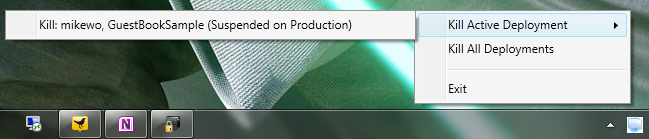 Kill: mikewo, GuestBookSample (Suspended on Production)
Kill Active Deployment
Kill All Deployments
Exit
N